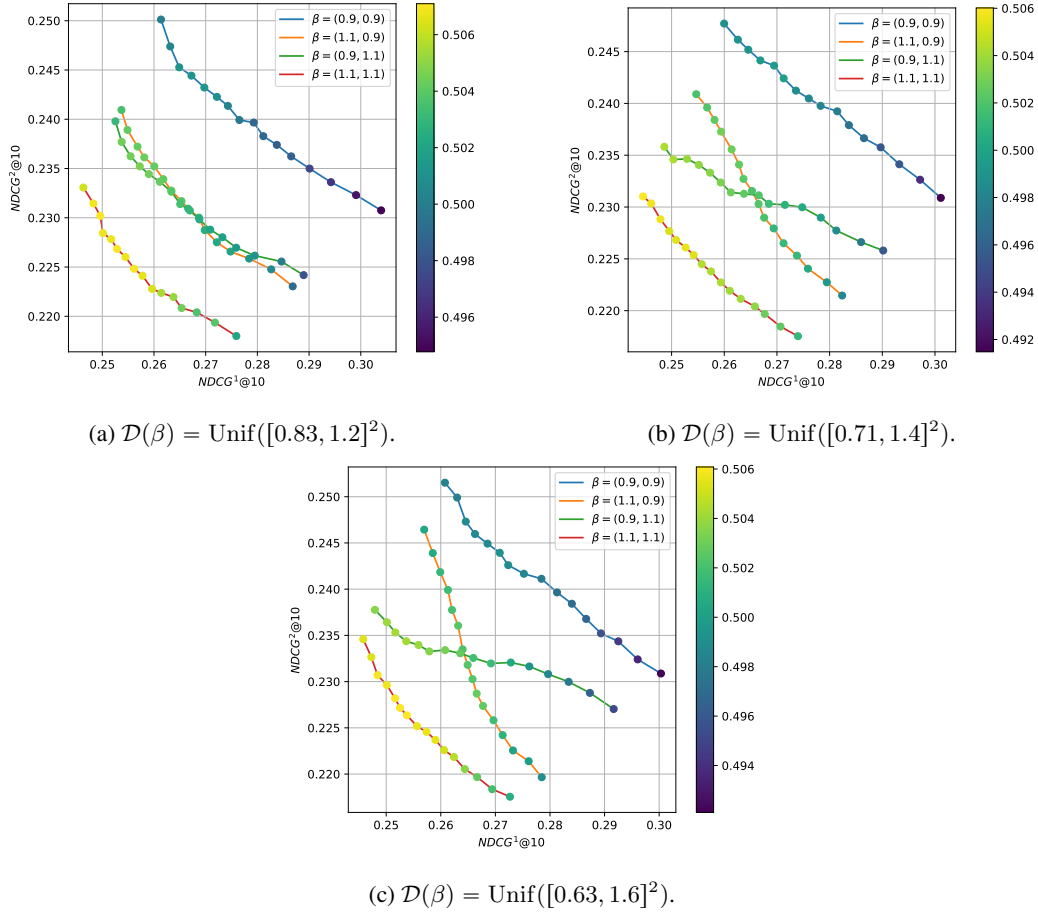 0.250
0.245
0.240
0.235
0.230
0.225
0.220
NDCG²@10
0.25 0.26 0.27 0.28 0.29 0.30
NDCG¹@10
β = (0.9, 0.9)
β = (1.1, 0.9)
β = (0.9, 1.1)
β = (1.1, 1.1)
0.506
0.504
0.502
0.500
0.498
0.496
(a) 𝒟(β) = Unif([0.83, 1.2]²).
0.245
0.240
0.235
0.230
0.225
0.220
NDCG²@10
0.25 0.26 0.27 0.28 0.29 0.30
NDCG¹@10
β = (0.9, 0.9)
β = (1.1, 0.9)
β = (0.9, 1.1)
β = (1.1, 1.1)
0.506
0.504
0.502
0.500
0.498
0.496
0.494
0.492
(b) 𝒟(β) = Unif([0.71, 1.4]²).
0.250
0.245
0.240
0.235
0.230
0.225
0.220
NDCG²@10
0.25 0.26 0.27 0.28 0.29 0.30
NDCG¹@10
β = (0.9, 0.9)
β = (1.1, 0.9)
β = (0.9, 1.1)
β = (1.1, 1.1)
0.506
0.504
0.502
0.500
0.498
0.496
0.494
(c) 𝒟(β) = Unif([0.63, 1.6]²).